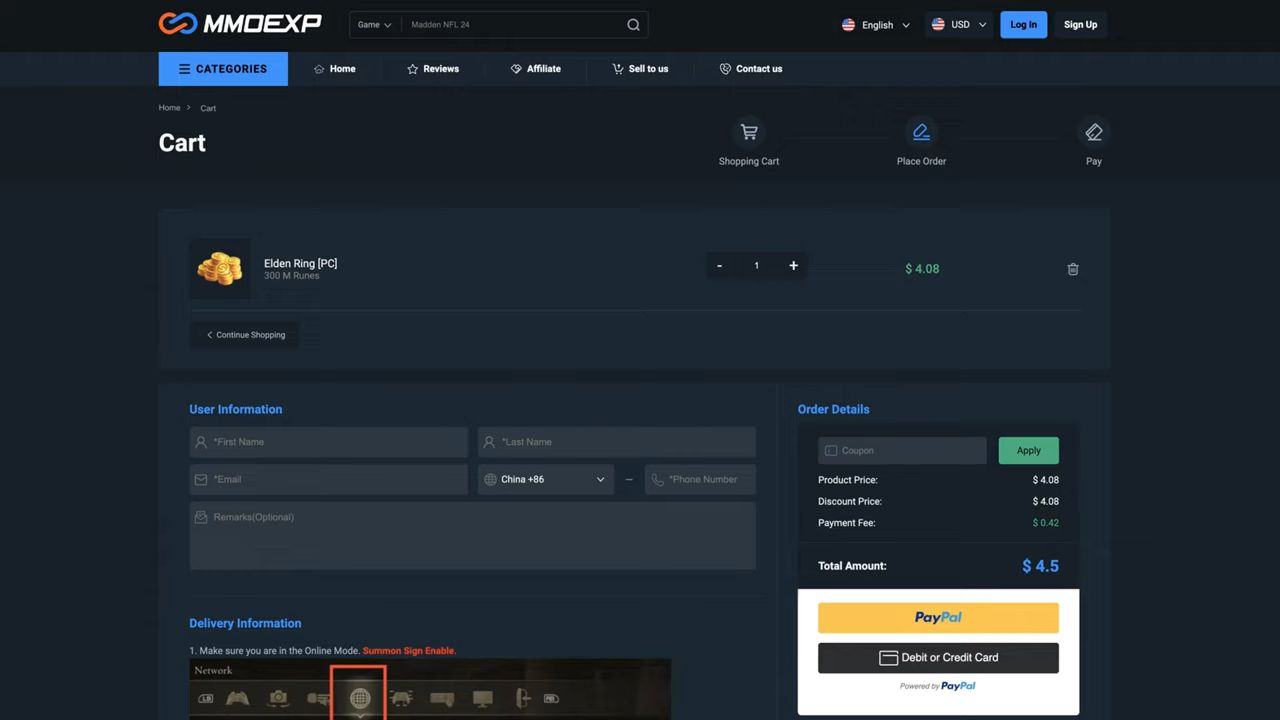 MMOEXP
Game
Madden NFL 24
English
USD
Log In
Sign Up
CATEGORIES
Home
Reviews
Affiliate
Sell to us
Contact us
Home > Cart
Cart
Shopping Cart
Place Order
Pay
Elden Ring [PC]
300 M Runes
- 1 +
$ 4.08
< Continue Shopping
User Information
*First Name
*Last Name
*Email
China +86
–
*Phone Number
Remarks(Optional)
Order Details
Coupon
Apply
Product Price: $ 4.08
Discount Price: $ 4.08
Payment Fee: $ 0.42
Total Amount: $ 4.5
PayPal
Debit or Credit Card
Powered by PayPal
Delivery Information
1. Make sure you are in the Online Mode. Summon Sign Enable.
Network